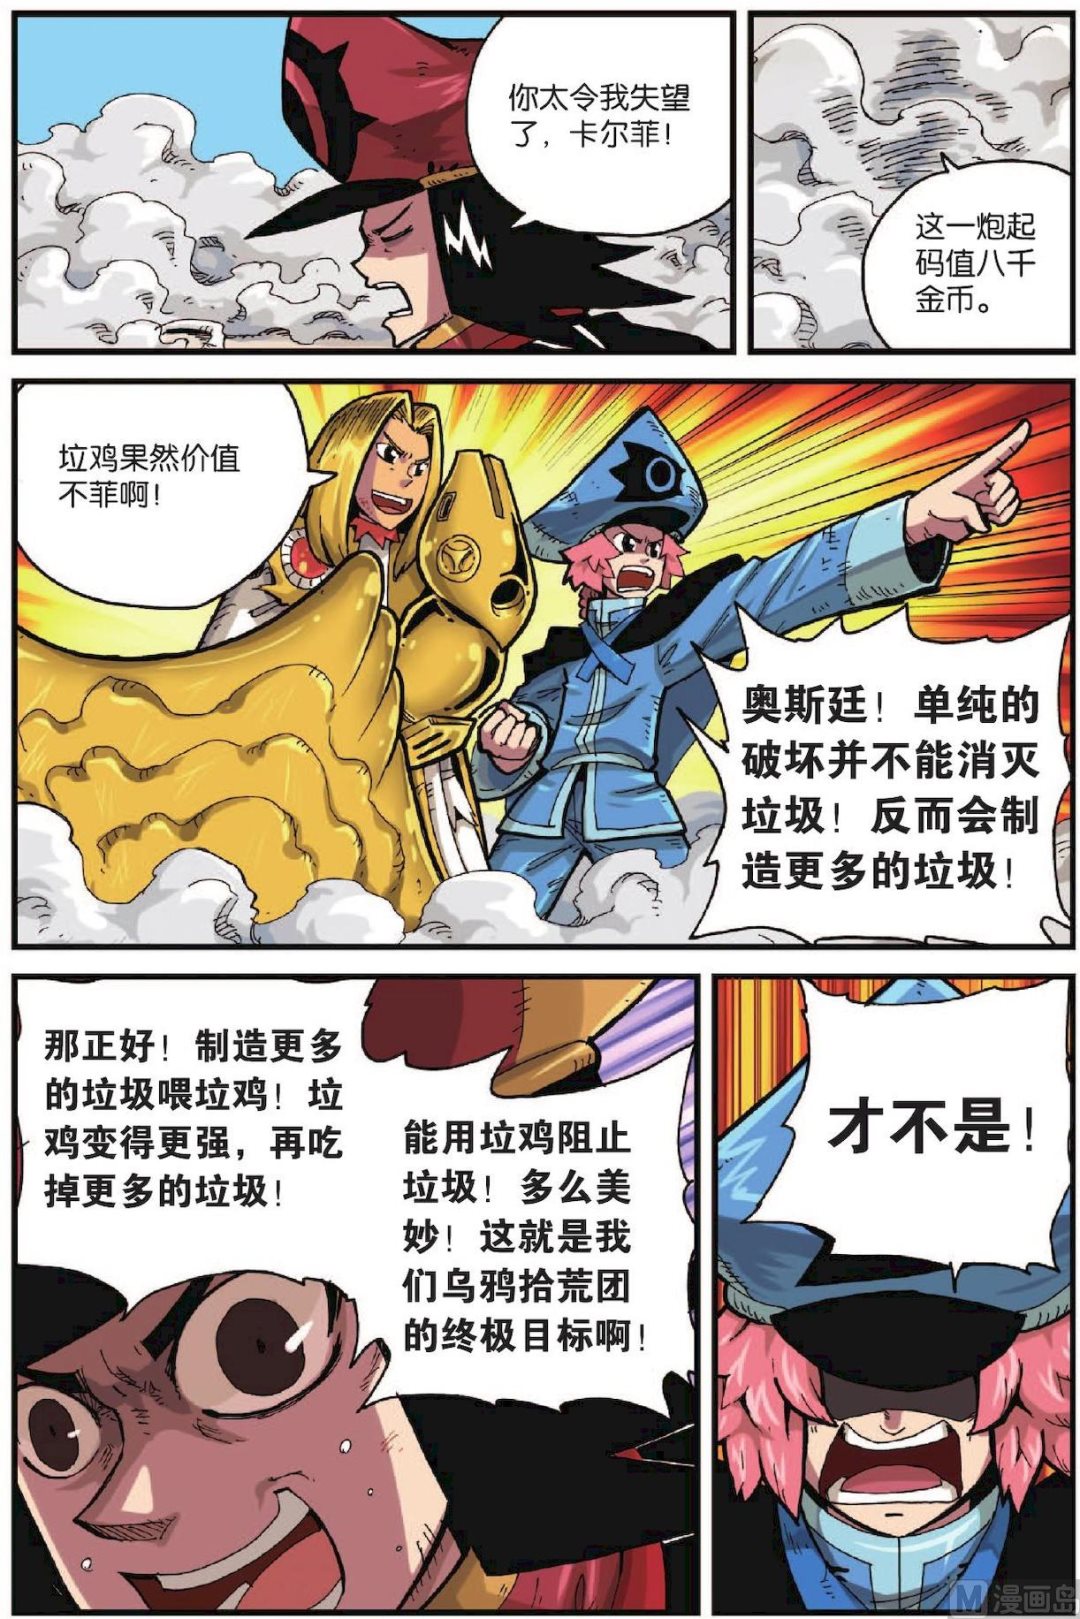 你太令我失望
了，卡尔菲！
这一炮起
码值八千
金币。
垃鸡果然价值
不菲啊！
奥斯廷！单纯的
破坏并不能消灭
垃圾！反而会制
造更多的垃圾！
那正好！制造更多
的垃圾喂垃鸡！垃
鸡变得更强，再吃
掉更多的垃圾！
能用垃鸡阻止
垃圾！多么美
妙！这就是我
们乌鸦拾荒团
的终极目标啊！
才不是！
M漫画岛